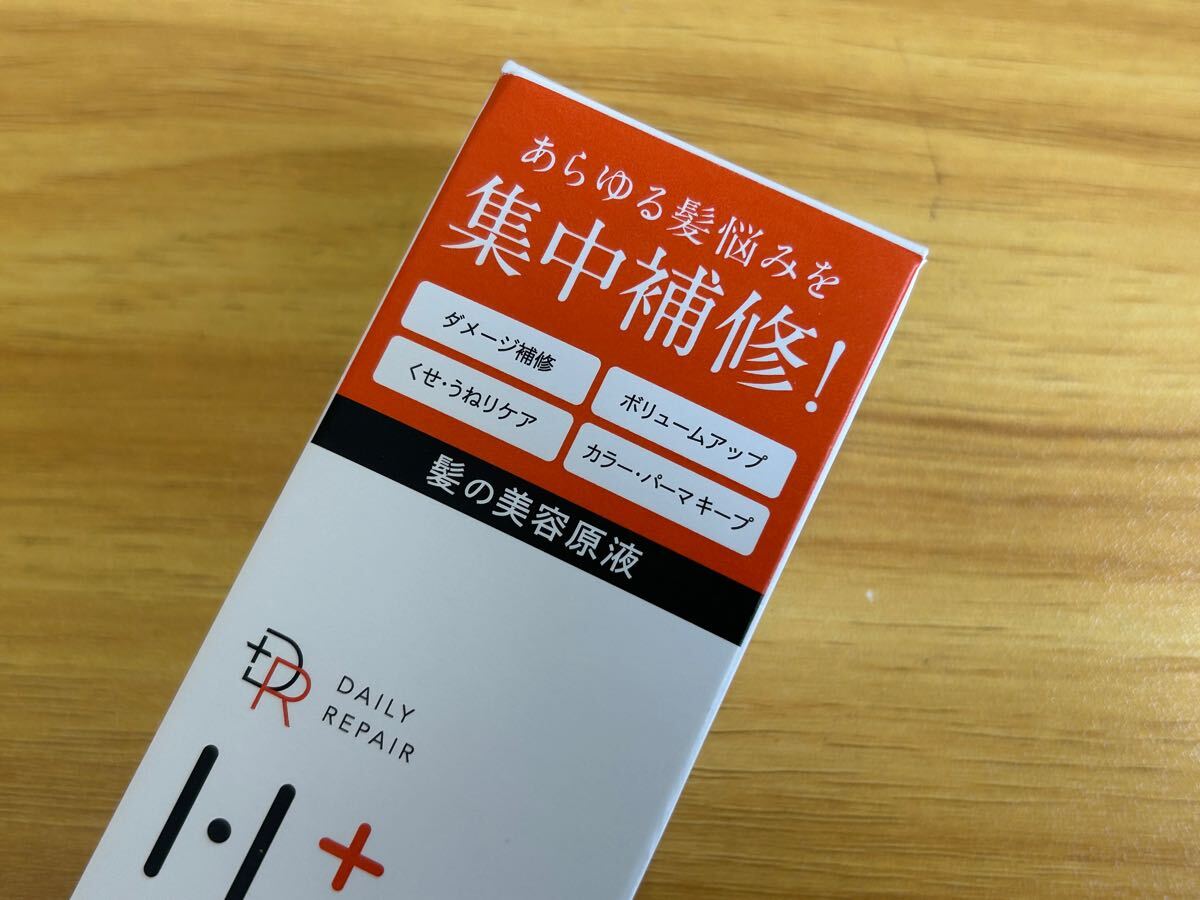 あらゆる髪悩みを
集中補修!
ダメージ補修
ボリュームアップ
くせ・うねりケア
カラー・パーマキープ
髪の美容原液
DR
DAILY
REPAIR
H+